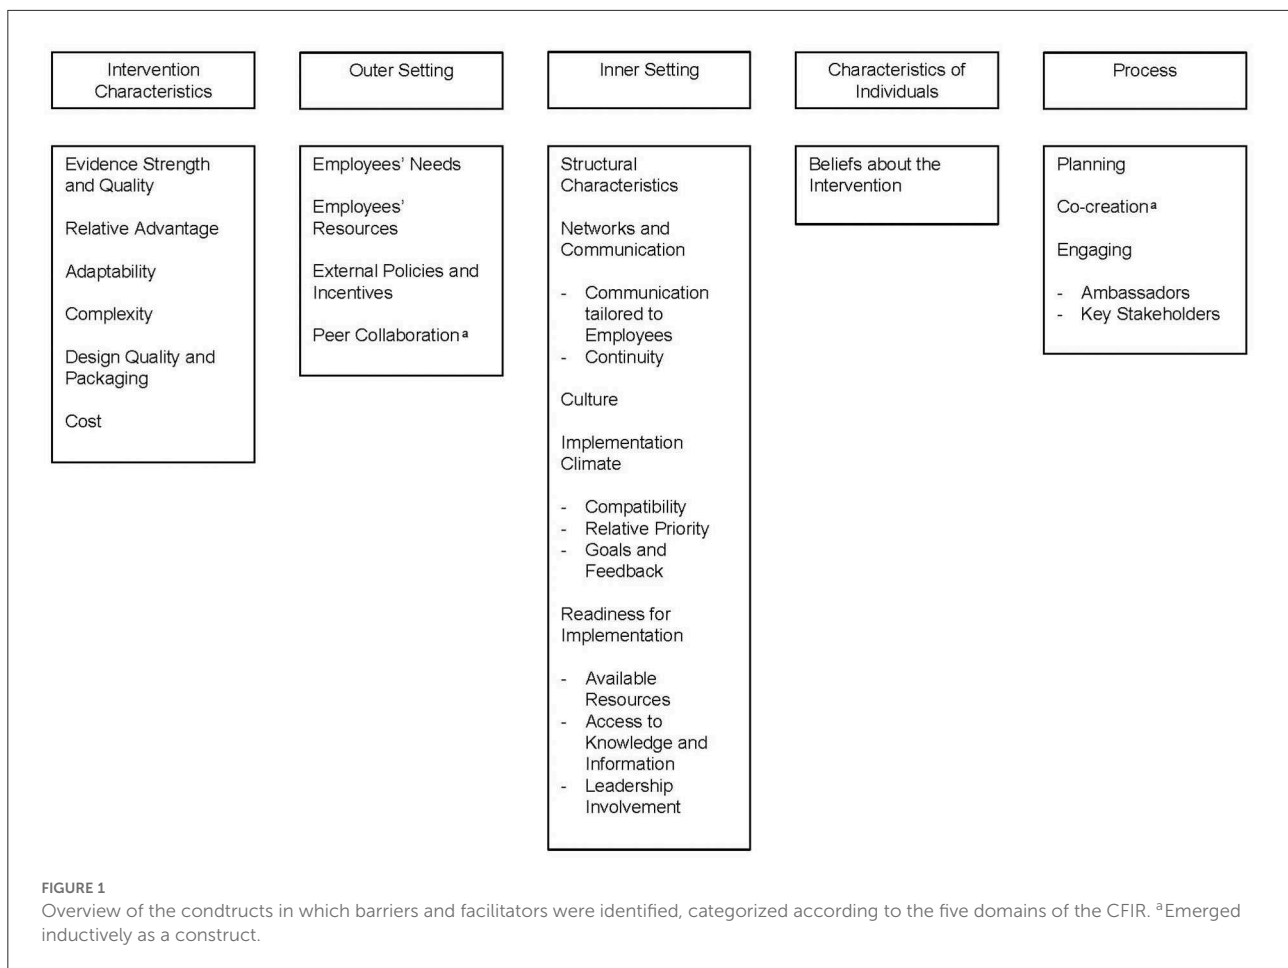 Intervention
Characteristics
Outer Setting
Inner Setting
Characteristics of
Individuals
Process
Evidence Strength
and Quality
Relative Advantage
Adaptability
Complexity
Design Quality and
Packaging
Cost
Employees' Needs
Employees'
Resources
External Policies and
Incentives
Peer Collaboration a
Structural
Characteristics
Networks and
Communication
- Communication
tailored to
Employees
- Continuity
Culture
Implementation
Climate
- Compatibility
- Relative Priority
- Goals and
Feedback
Readiness for
Implementation
- Available
Resources
- Access to
Knowledge and
Information
- Leadership
Involvement
Beliefs about the
Intervention
Planning
Co-creation a
Engaging
- Ambassadors
- Key Stakeholders
FIGURE 1
Overview of the condtructs in which barriers and facilitators were identified, categorized according to the five domains of the CFIR. aEmerged
inductively as a construct.